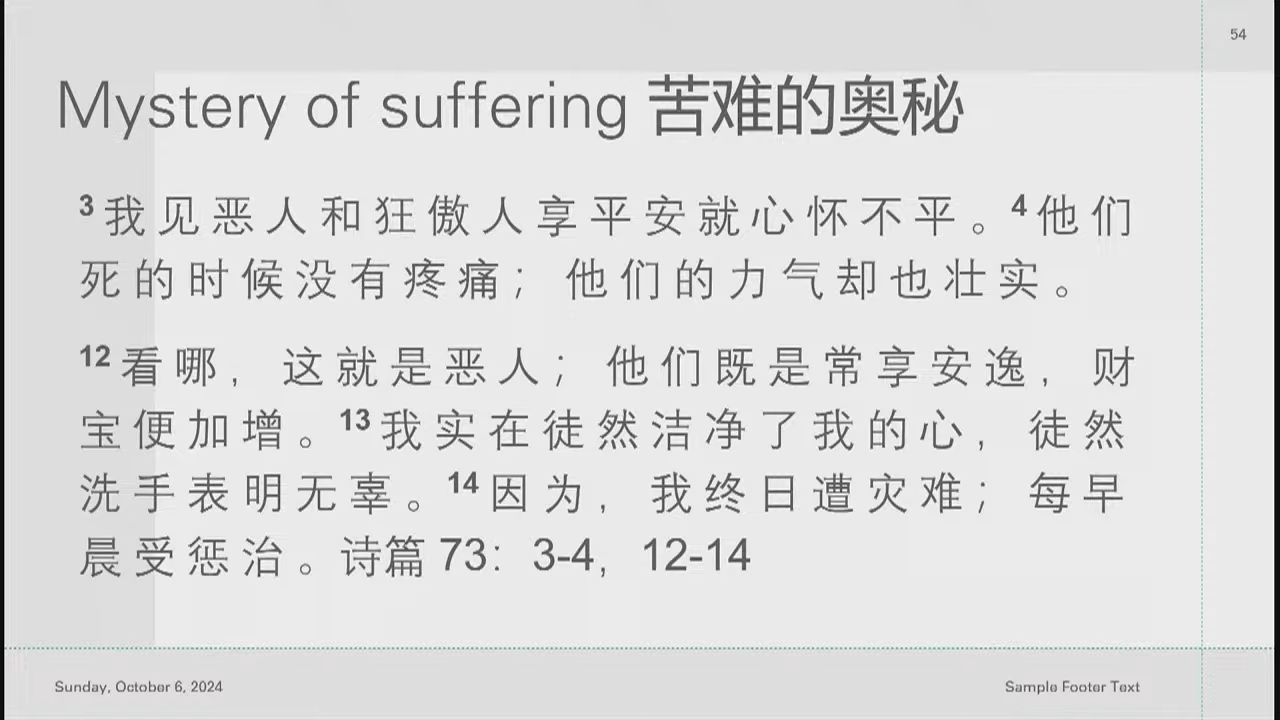 54
Mystery of suffering 苦难的奥秘
3 我见恶人和狂傲人享平安就心怀不平。4 他们
死的时候没有疼痛；他们的力气却也壮实。
12 看哪，这就是恶人；他们既是常享安逸，财
宝便加增。13 我实在徒然洁净了我的心，徒然
洗手表明无辜。14 因为，我终日遭灾难；每早
晨受惩治。诗篇 73：3-4，12-14
Sunday, October 6, 2024
Sample Footer Text